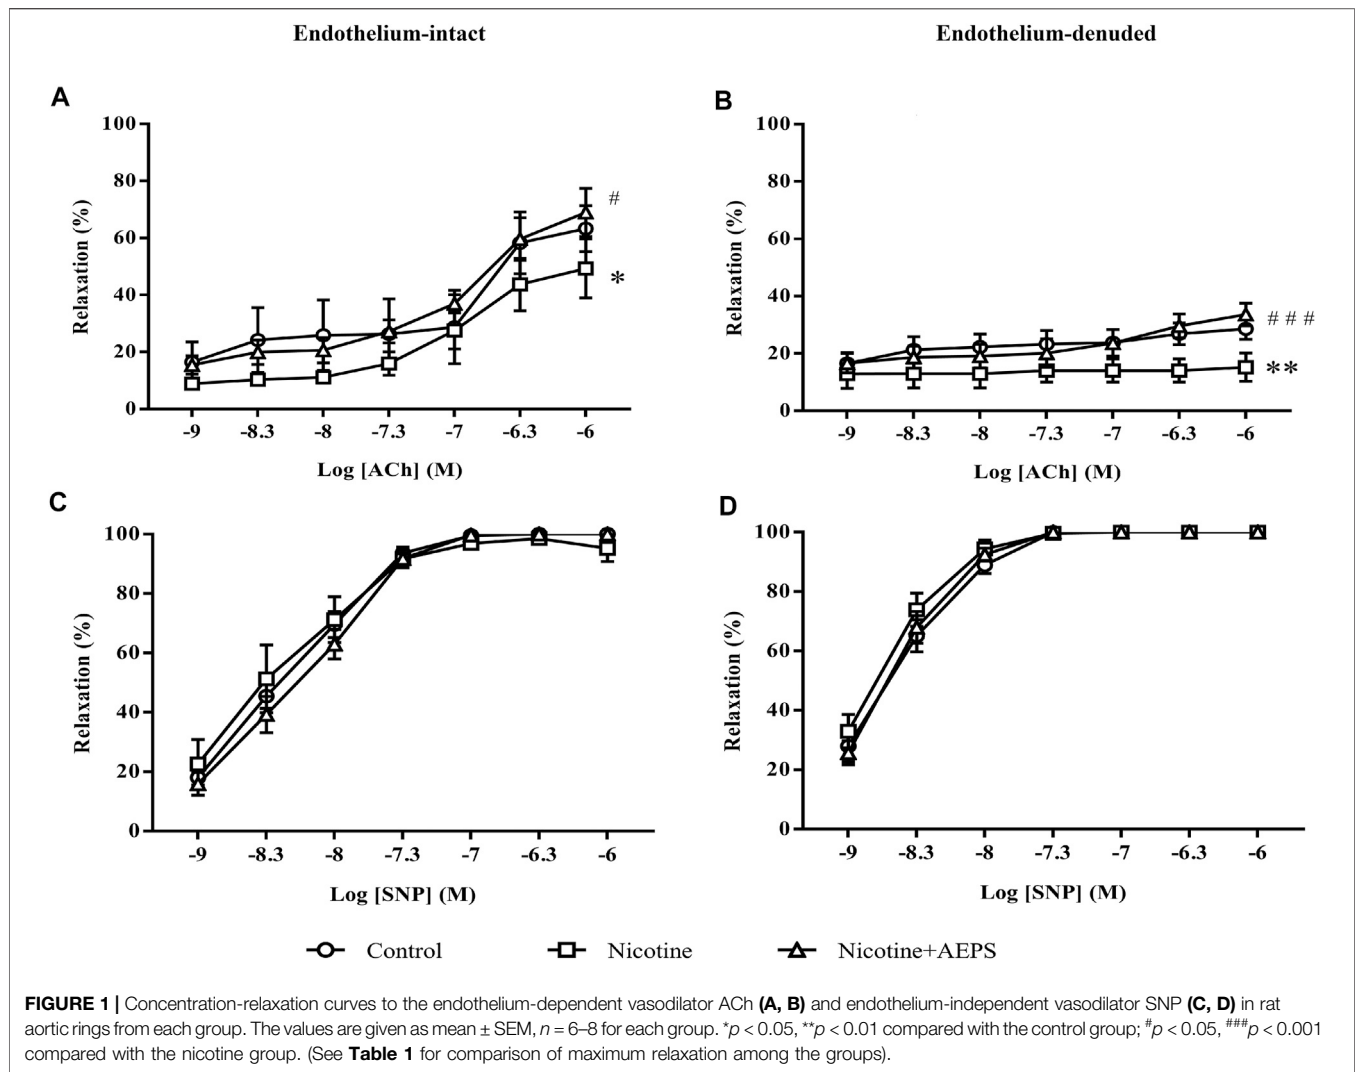 Endothelium-intact
Endothelium-denuded
A
100
80
60
40
20
0
Relaxation (%)
#
*
-9 -8.3 -8 -7.3 -7 -6.3 -6
Log [ACh] (M)
B
100
80
60
40
20
0
Relaxation (%)
# # #
**
-9 -8.3 -8 -7.3 -7 -6.3 -6
Log [ACh] (M)
C
100
80
60
40
20
0
Relaxation (%)
-9 -8.3 -8 -7.3 -7 -6.3 -6
Log [SNP] (M)
D
100
80
60
40
20
0
Relaxation (%)
-9 -8.3 -8 -7.3 -7 -6.3 -6
Log [SNP] (M)
Control Nicotine Nicotine+AEPS
FIGURE 1 | Concentration-relaxation curves to the endothelium-dependent vasodilator ACh (A, B) and endothelium-independent vasodilator SNP (C, D) in rat
aortic rings from each group. The values are given as mean ± SEM, n = 6–8 for each group. *p < 0.05, **p < 0.01 compared with the control group; #p < 0.05, ###p < 0.001
compared with the nicotine group. (See Table 1 for comparison of maximum relaxation among the groups).